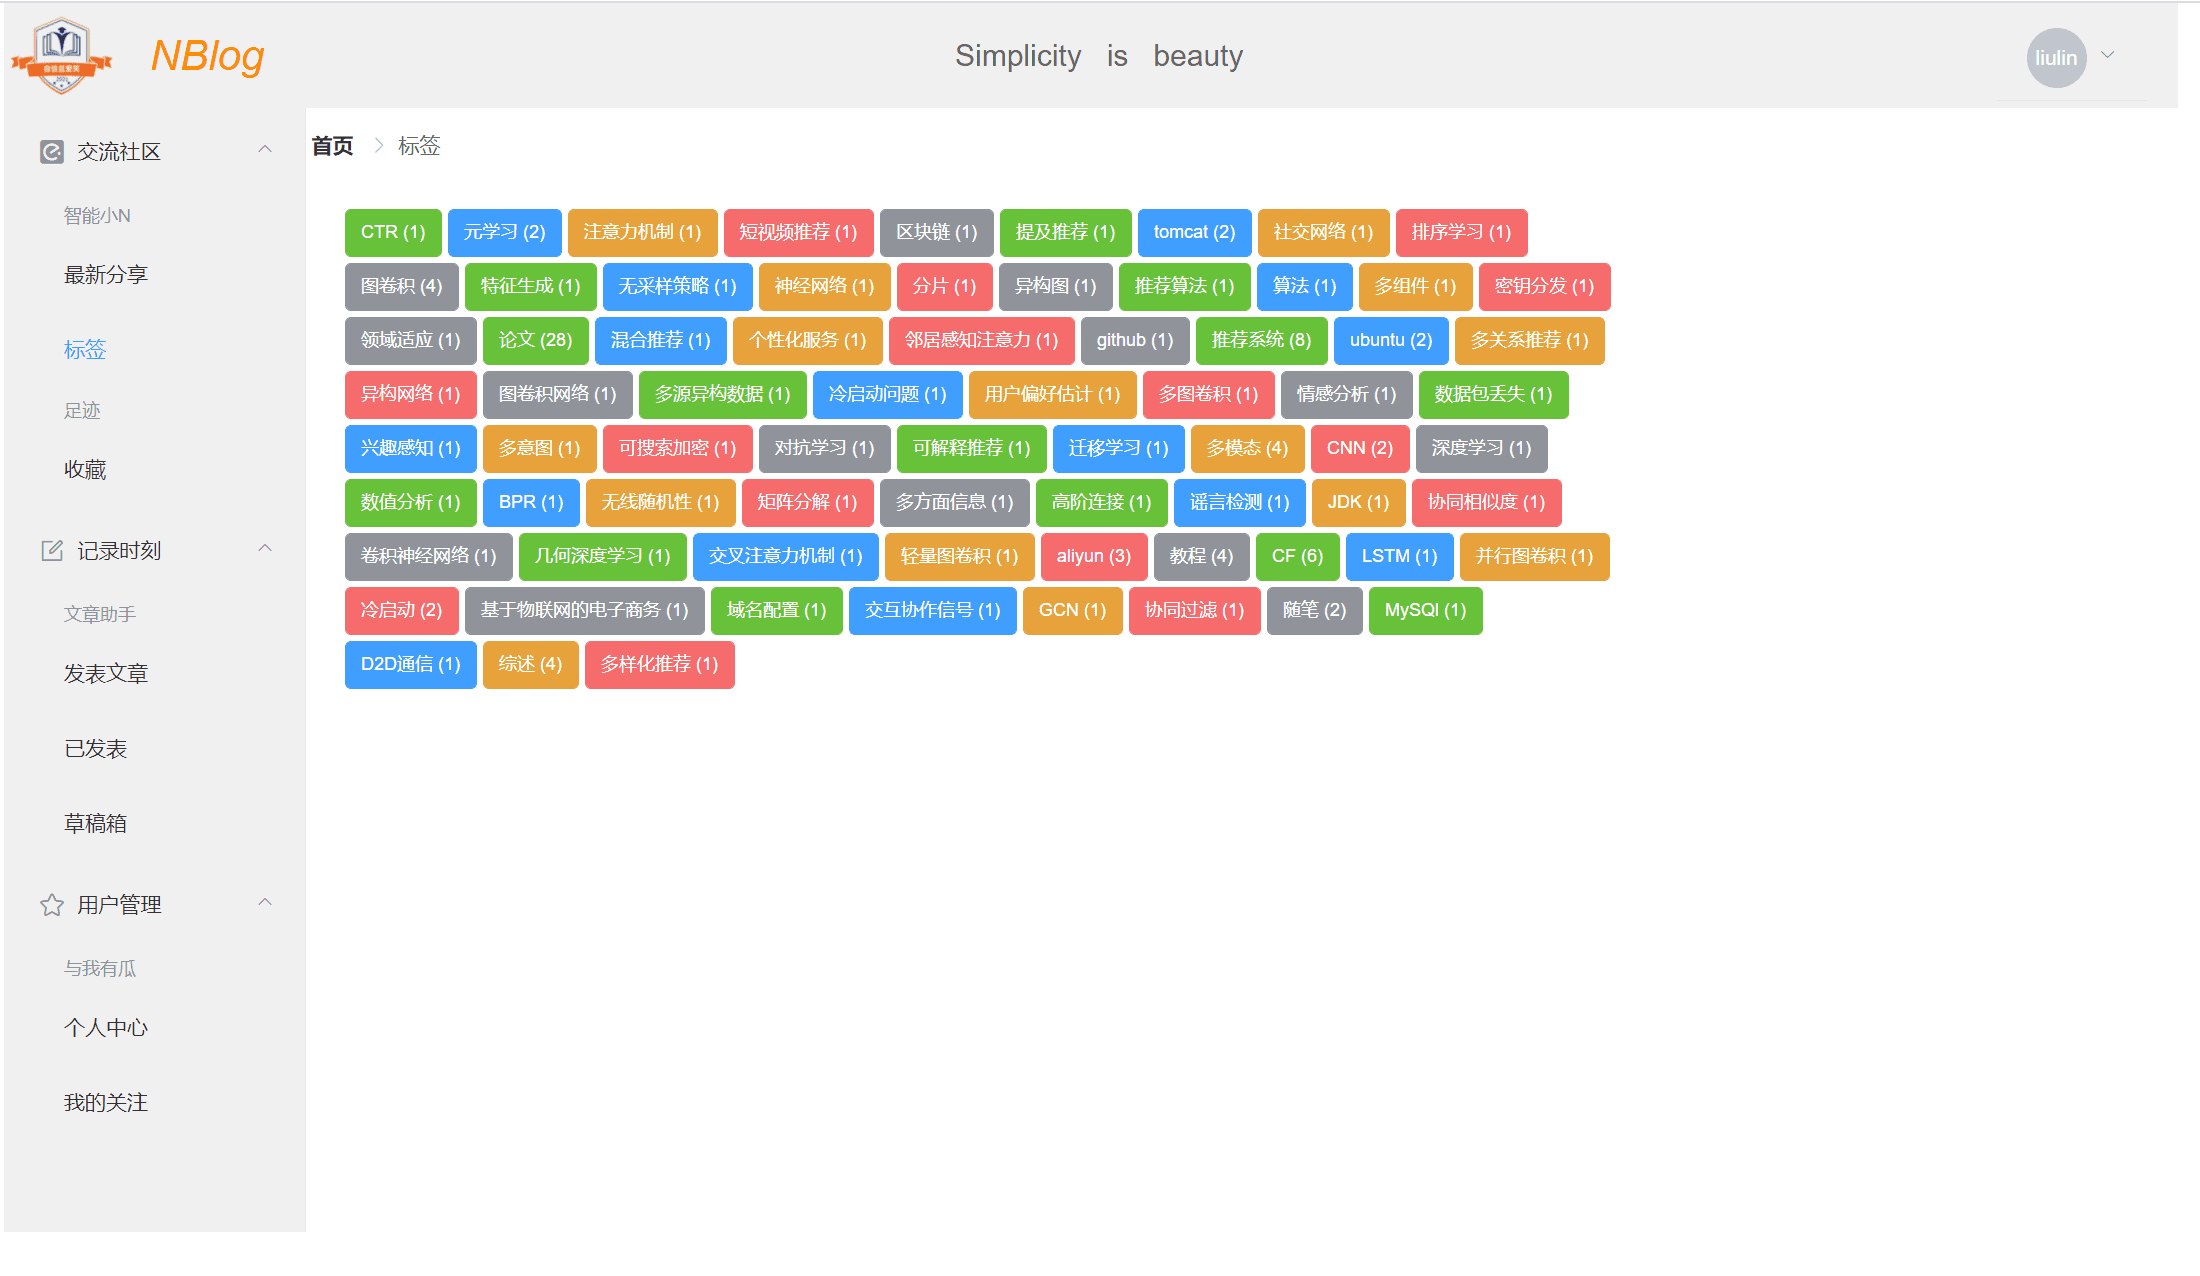 NBlog
Simplicity is beauty
liulin
交流社区
智能小N
最新分享
标签
足迹
收藏
记录时刻
文章助手
发表文章
已发表
草稿箱
用户管理
与我有瓜
个人中心
我的关注
首页 > 标签
CTR (1) 元学习 (2) 注意力机制 (1) 短视频推荐 (1) 区块链 (1) 提及推荐 (1) tomcat (2) 社交网络 (1) 排序学习 (1)
图卷积 (4) 特征生成 (1) 无采样策略 (1) 神经网络 (1) 分片 (1) 异构图 (1) 推荐算法 (1) 算法 (1) 多组件 (1) 密钥分发 (1)
领域适应 (1) 论文 (28) 混合推荐 (1) 个性化服务 (1) 邻居感知注意力 (1) github (1) 推荐系统 (8) ubuntu (2) 多关系推荐 (1)
异构网络 (1) 图卷积网络 (1) 多源异构数据 (1) 冷启动问题 (1) 用户偏好估计 (1) 多图卷积 (1) 情感分析 (1) 数据包丢失 (1)
兴趣感知 (1) 多意图 (1) 可搜索加密 (1) 对抗学习 (1) 可解释推荐 (1) 迁移学习 (1) 多模态 (4) CNN (2) 深度学习 (1)
数值分析 (1) BPR (1) 无线随机性 (1) 矩阵分解 (1) 多方面信息 (1) 高阶连接 (1) 谣言检测 (1) JDK (1) 协同相似度 (1)
卷积神经网络 (1) 几何深度学习 (1) 交叉注意力机制 (1) 轻量图卷积 (1) aliyun (3) 教程 (4) CF (6) LSTM (1) 并行图卷积 (1)
冷启动 (2) 基于物联网的电子商务 (1) 域名配置 (1) 交互协作信号 (1) GCN (1) 协同过滤 (1) 随笔 (2) MySQl (1)
D2D通信 (1) 综述 (4) 多样化推荐 (1)